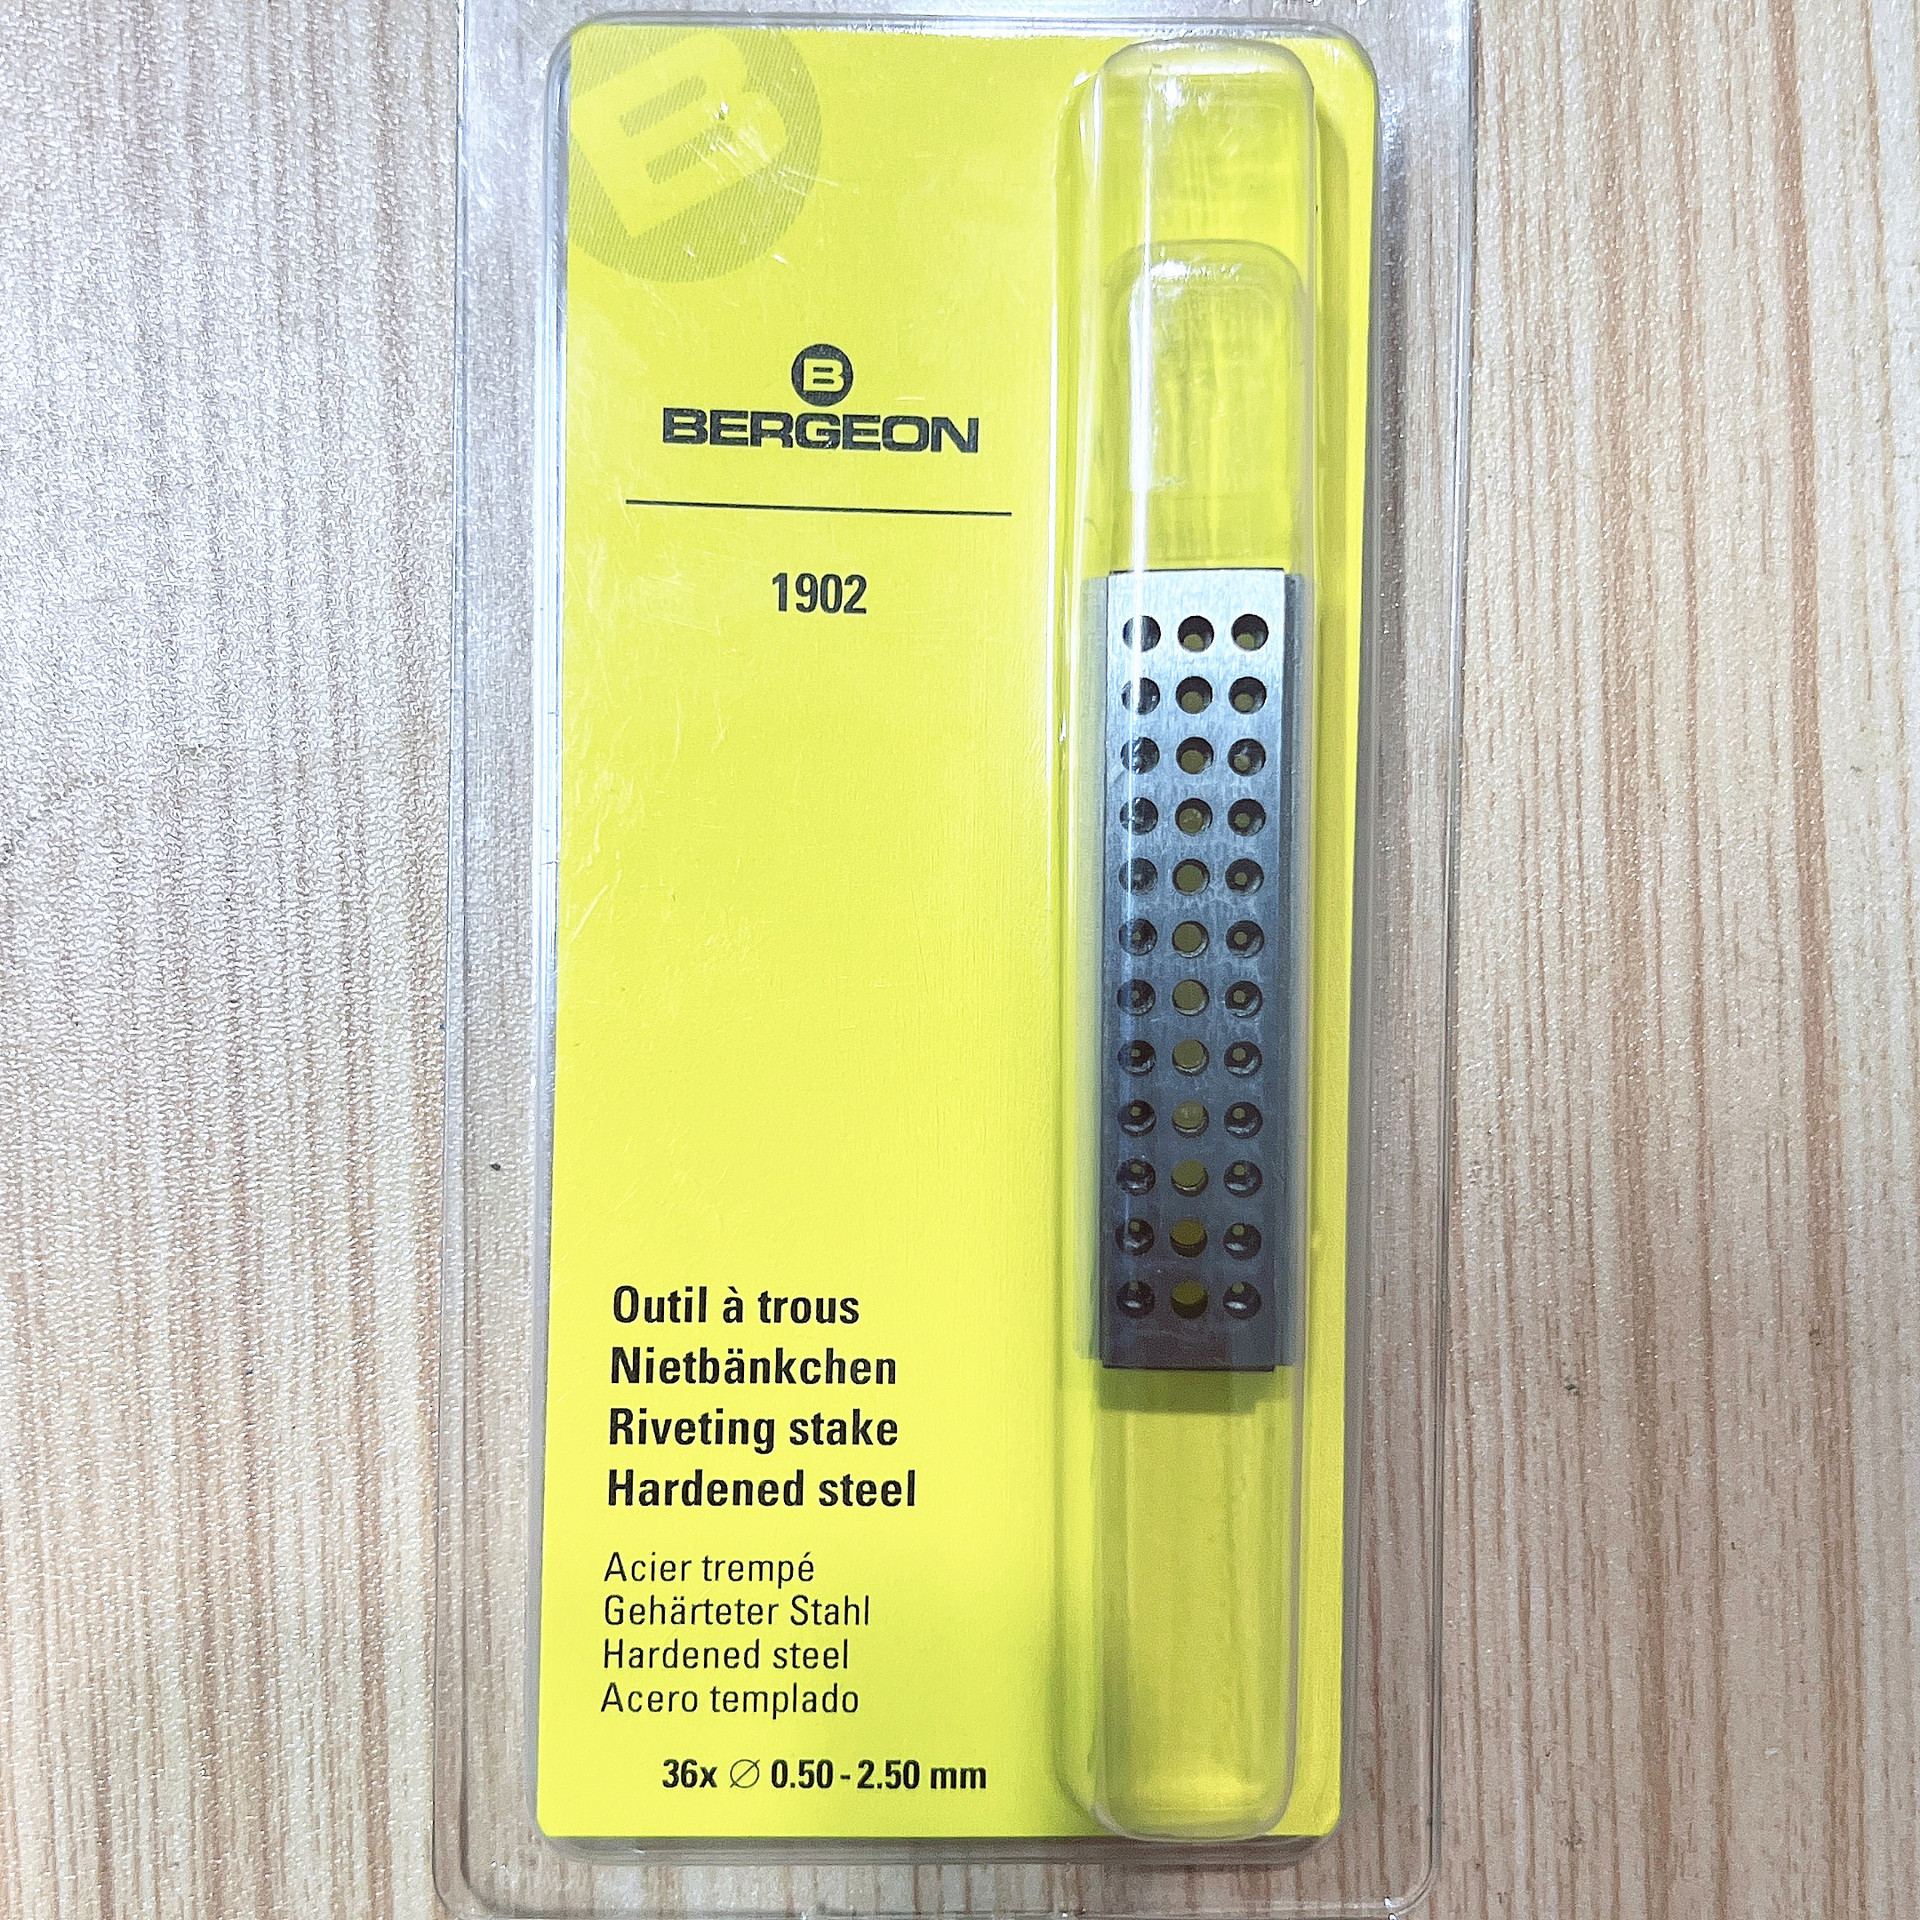 B
B
BERGEON
1902
Outil à trous
Nietbänkchen
Riveting stake
Hardened steel
Acier trempé
Gehärteter Stahl
Hardened steel
Acero templado
36x ∅ 0.50-2.50 mm